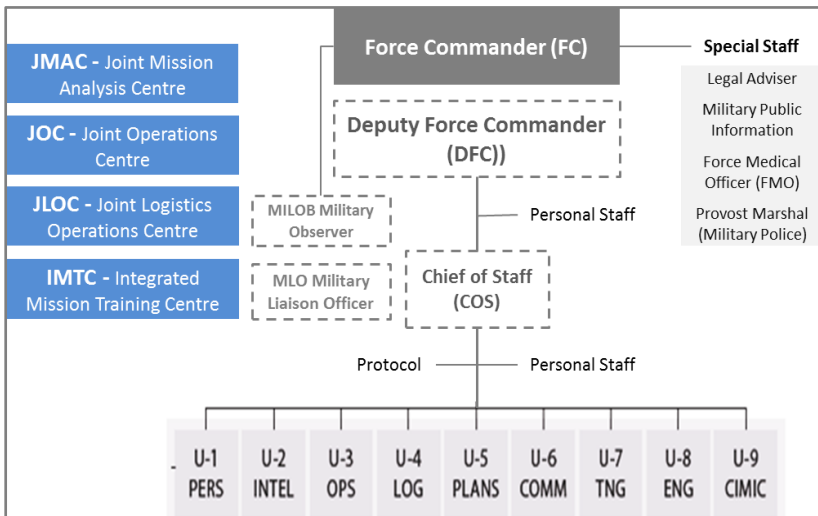 JMAC - Joint Mission
Analysis Centre
JOC - Joint Operations
Centre
JLOC - Joint Logistics
Operations Centre
IMTC - Integrated
Mission Training Centre
Force Commander (FC)
Deputy Force Commander
(DFC))
MILOB Military
Observer
MLO Military
Liaison Officer
Personal Staff
Chief of Staff
(COS)
Protocol
Personal Staff
Special Staff
Legal Adviser
Military Public
Information
Force Medical
Officer (FMO)
Provost Marshal
(Military Police)
U-1
PERS
U-2
INTEL
U-3
OPS
U-4
LOG
U-5
PLANS
U-6
COMM
U-7
TNG
U-8
ENG
U-9
CIMIC